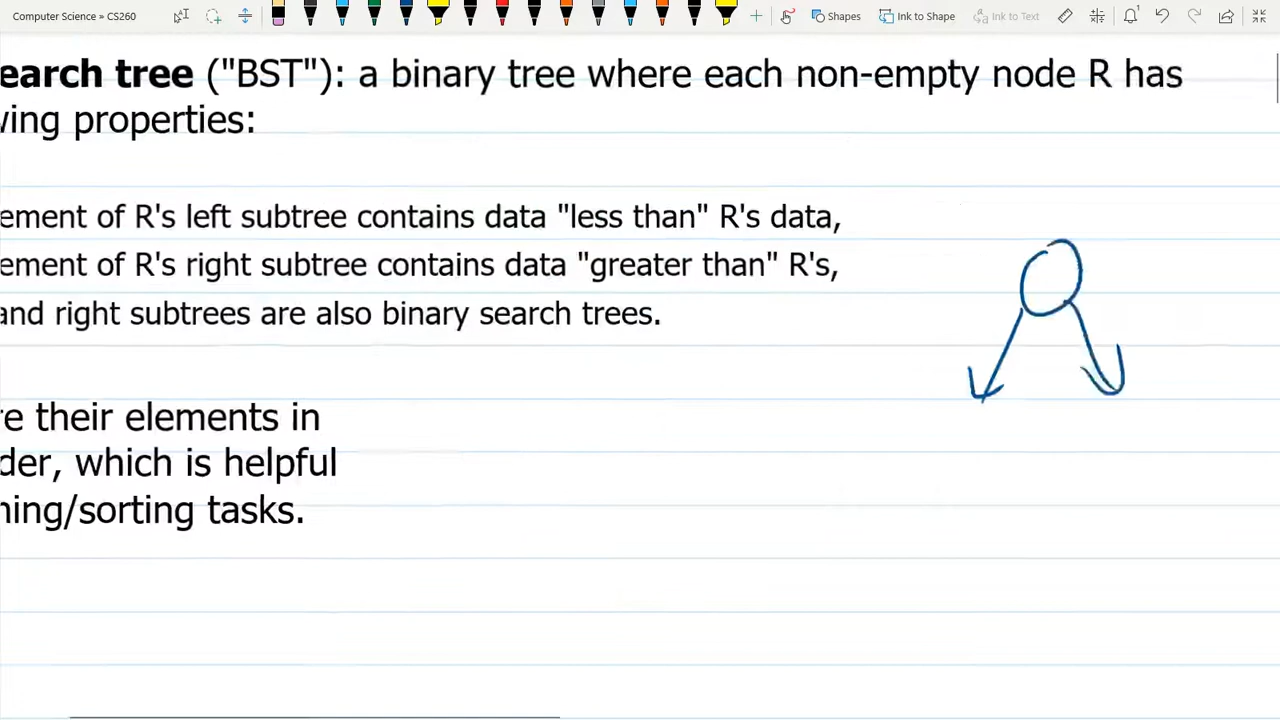 Computer Science » CS260
Shapes
Ink to Shape
Ink to Text
earch tree ("BST"): a binary tree where each non-empty node R has
ing properties:
ement of R's left subtree contains data "less than" R's data,
ement of R's right subtree contains data "greater than" R's,
and right subtrees are also binary search trees.
re their elements in
der, which is helpful
ing/sorting tasks.